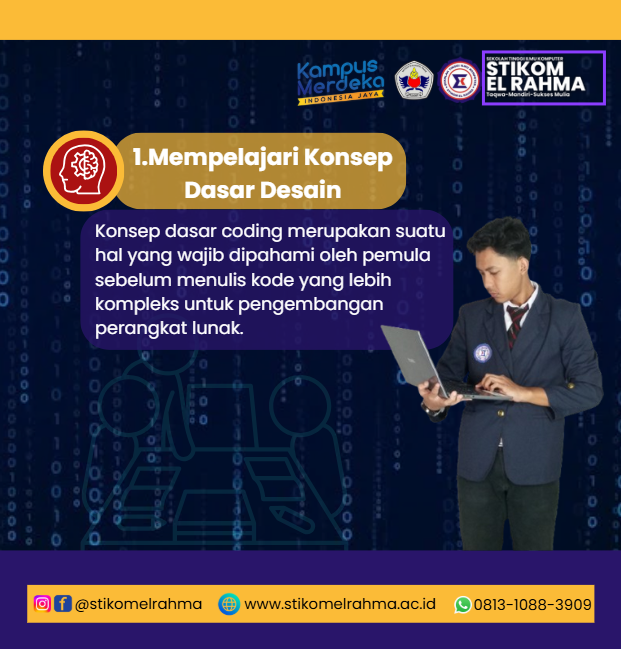 Kampus
Merdeka
INDONESIA JAYA
SEKOLAH TINGGI ILMU KOMPUTER
STIKOM
EL RAHMA
Taqwa-Mandiri-Sukses Mulia
1.Mempelajari Konsep
Dasar Desain
Konsep dasar coding merupakan suatu
hal yang wajib dipahami oleh pemula
sebelum menulis kode yang lebih
kompleks untuk pengembangan
perangkat lunak.
@stikomelrahma
www.stikomelrahma.ac.id
0813-1088-3909